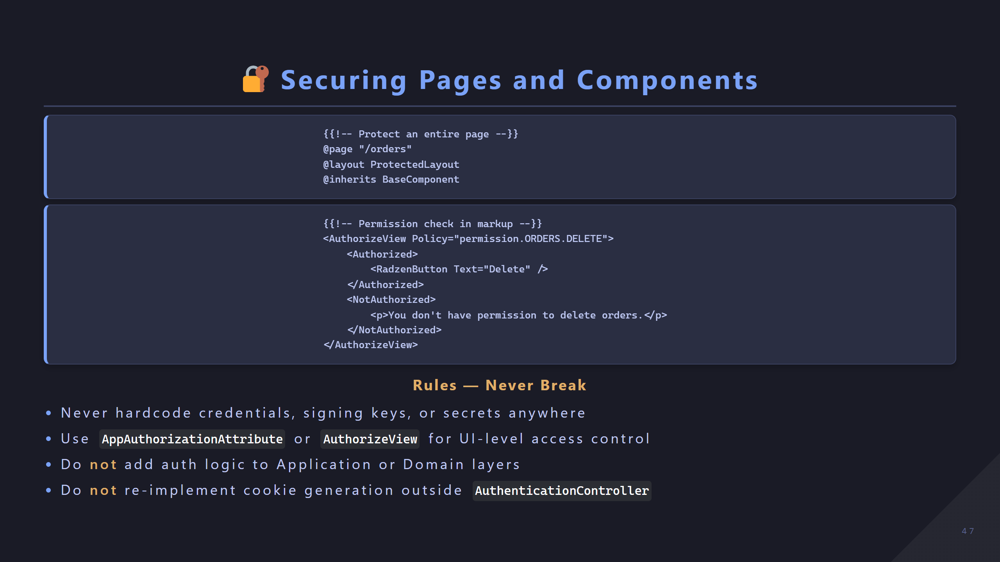 🔐 Securing Pages and Components
{{!-- Protect an entire page --}}
@page "/orders"
@layout ProtectedLayout
@inherits BaseComponent
{{!-- Permission check in markup --}}
<AuthorizeView Policy="permission.ORDERS.DELETE">
    <Authorized>
        <RadzenButton Text="Delete" />
    </Authorized>
    <NotAuthorized>
        <p>You don't have permission to delete orders.</p>
    </NotAuthorized>
</AuthorizeView>
Rules — Never Break
• Never hardcode credentials, signing keys, or secrets anywhere
• Use AppAuthorizationAttribute or AuthorizeView for UI-level access control
• Do not add auth logic to Application or Domain layers
• Do not re-implement cookie generation outside AuthenticationController
47